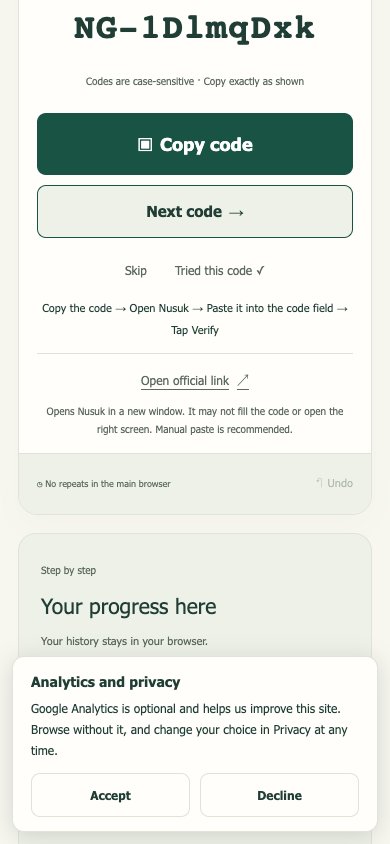 NG-1DlmqDxk
Codes are case-sensitive · Copy exactly as shown
▣ Copy code
Next code →
Skip
Tried this code ✓
Copy the code → Open Nusuk → Paste it into the code field →
Tap Verify
Open official link ↗
Opens Nusuk in a new window. It may not fill the code or open the
right screen. Manual paste is recommended.
◷ No repeats in the main browser
↰ Undo
Step by step
Your progress here
Your history stays in your browser.
Analytics and privacy
Google Analytics is optional and helps us improve this site.
Browse without it, and change your choice in Privacy at any
time.
Accept
Decline